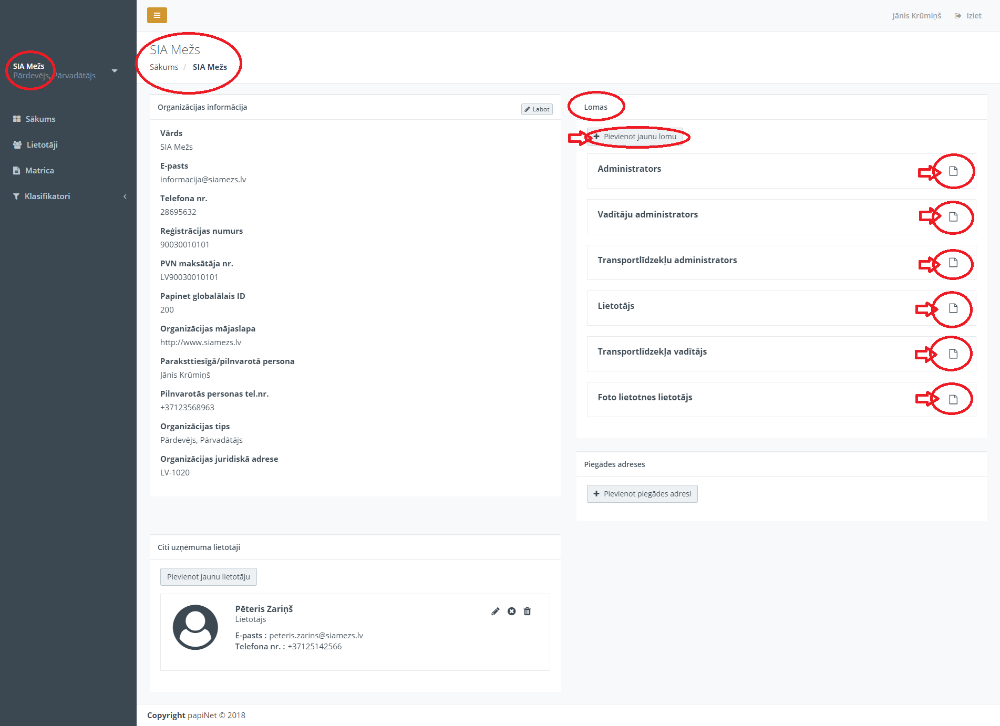 Jānis Krūmiņš
Iziet
SIA Mežs
Pārdevējs, Pārvadātājs
Sākums
Lietotāji
Matrica
Klasifikatori
SIA Mežs
Sākums / SIA Mežs
Organizācijas informācija
Labot
Vārds
SIA Mežs
E-pasts
informacija@siamezs.lv
Telefona nr.
28695632
Reģistrācijas numurs
90030010101
PVN maksātāja nr.
LV90030010101
Papinet globalālais ID
200
Organizācijas mājaslapa
http://www.siamezs.lv
Paraksttiesīgā/pilnvarotā persona
Jānis Krūmiņš
Pilnvarotās personas tel.nr.
+37123568963
Organizācijas tips
Pārdevējs, Pārvadātājs
Organizācijas juridiskā adrese
LV-1020
Lomas
Pievienot jaunu lomu
Administrators
Vadītāju administrators
Transportlīdzekļu administrators
Lietotājs
Transportlīdzekļa vadītājs
Foto lietotnes lietotājs
Piegādes adreses
Pievienot piegādes adresi
Citi uzņēmuma lietotāji
Pievienot jaunu lietotāju
Pēteris Zariņš
Lietotājs
E-pasts : peteris.zarins@siamezs.lv
Telefona nr. : +37125142566
Copyright papiNet © 2018